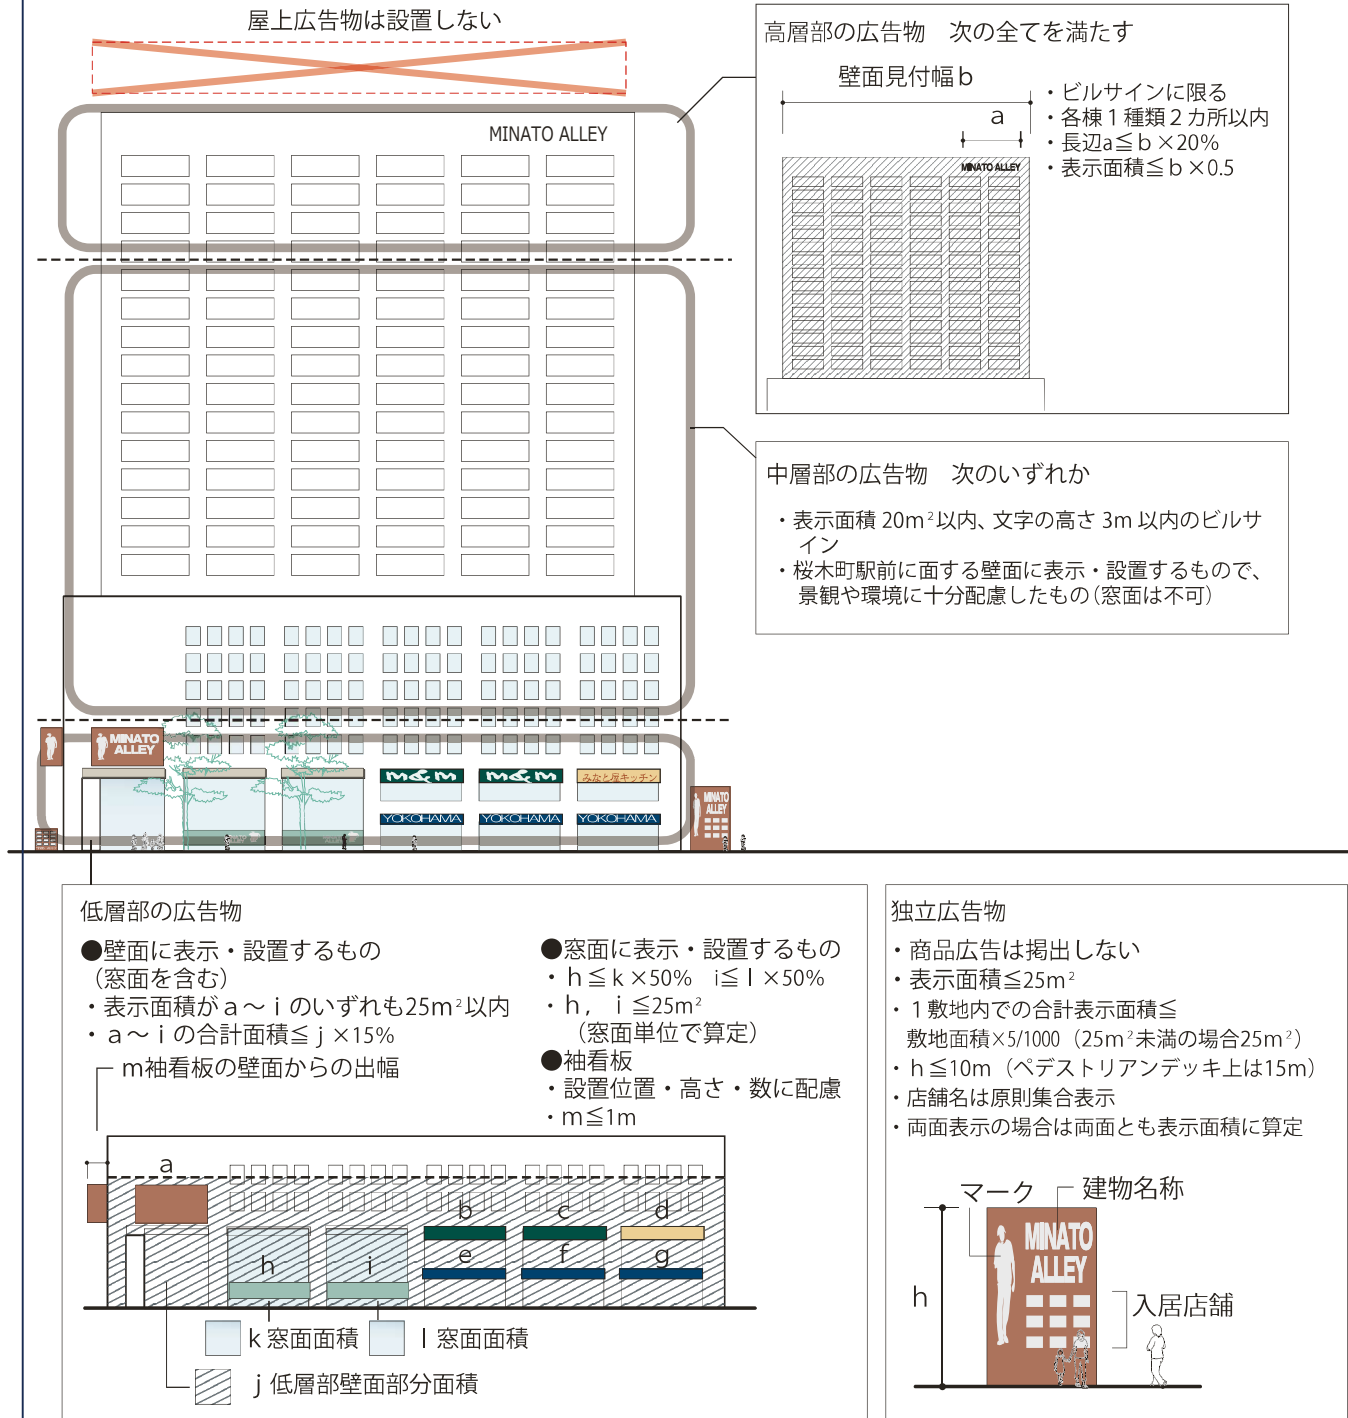 屋上広告物は設置しない
MINATO ALLEY
高層部の広告物　次の全てを満たす
壁面見付幅b
a
MINATO ALLEY
・ビルサインに限る
・各棟１種類２カ所以内
・長辺a≦b×20%
・表示面積≦b×0.5
中層部の広告物　次のいずれか
・表示面積 20m²以内、文字の高さ 3m 以内のビルサ
イン
・桜木町駅前に面する壁面に表示・設置するもので、
景観や環境に十分配慮したもの（窓面は不可）
MINATO
ALLEY
m&m
m&m
みなと屋キッチン
YOKOHAMA
YOKOHAMA
YOKOHAMA
MINATO
ALLEY
低層部の広告物
●壁面に表示・設置するもの
（窓面を含む）
・表示面積がａ～ｉのいずれも25m²以内
・ａ～ｉの合計面積≦ｊ×15%
m袖看板の壁面からの出幅
●窓面に表示・設置するもの
・ｈ≦ｋ×50%　i≦ｌ×50%
・ｈ，ｉ≦25m²
（窓面単位で算定）
●袖看板
・設置位置・高さ・数に配慮
・m≦1m
a
b
c
d
e
f
g
h
i
ｋ窓面面積
ｌ窓面面積
ｊ低層部壁面部分面積
独立広告物
・商品広告は掲出しない
・表示面積≦25m²
・１敷地内での合計表示面積≦
敷地面積×5/1000（25m²未満の場合25m²）
・ｈ≦10m（ペデストリアンデッキ上は15m）
・店舗名は原則集合表示
・両面表示の場合は両面とも表示面積に算定
マーク
建物名称
MINATO
ALLEY
h
入居店舗